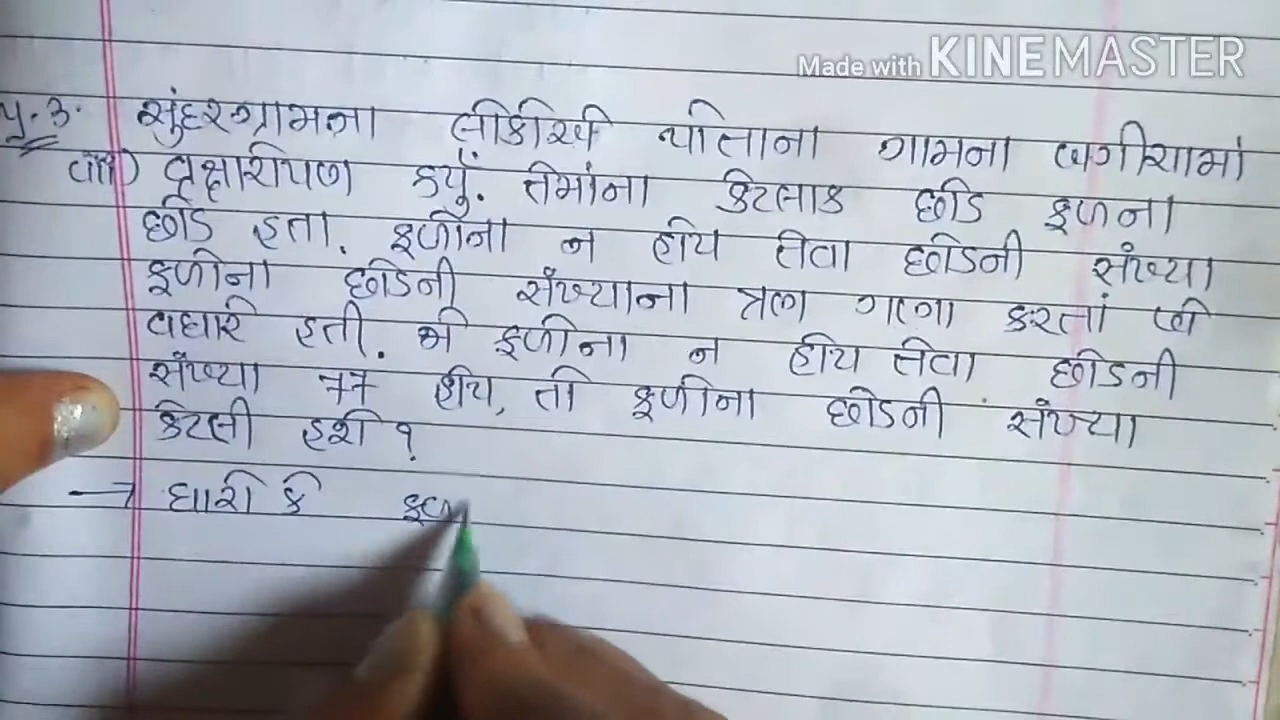 Made with KINEMASTER
પ્ર.3. સુંદરગ્રામના લોકોએ પોતાના ગામના બગીચામાં
વૃક્ષારોપણ કર્યું. તેમાંના કેટલાક છોડ ફળના
છોડ હતા. ફળોના ન હોય તેવા છોડની સંખ્યા
ફળોના છોડની સંખ્યાના ત્રણ ગણા કરતાં બે
વધારે હતી. જો ફળોના ન હોય તેવા છોડની
સંખ્યા 77 હોય, તો ફળોના છોડની સંખ્યા
કેટલી હશે ?
→ ધારો કે ફળ